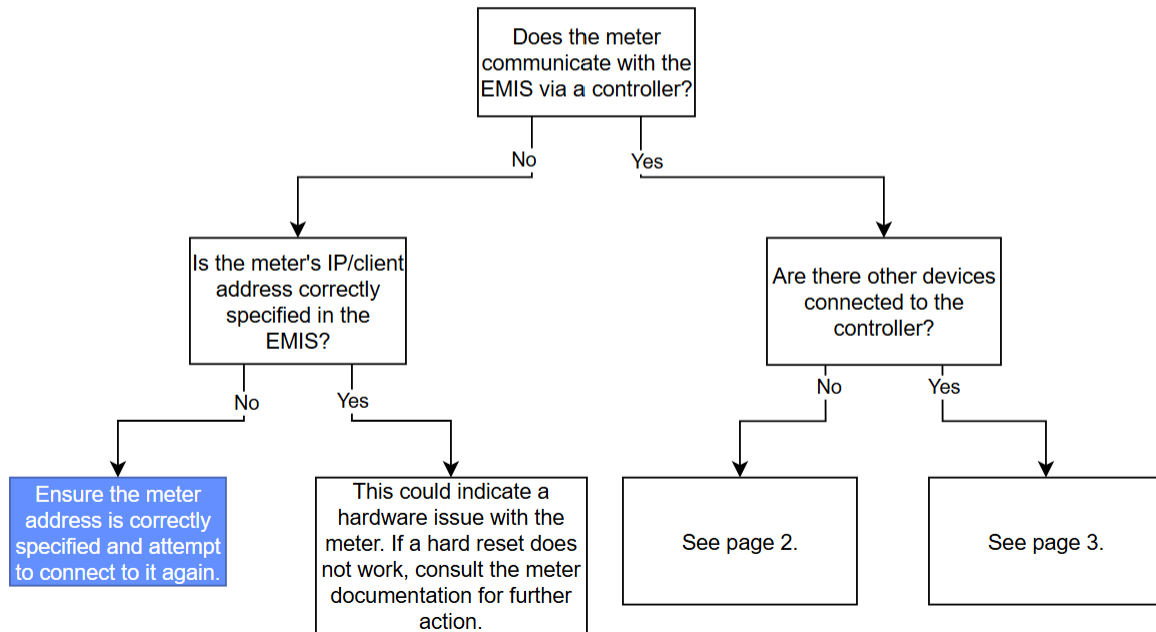 Does the meter
communicate with the
EMIS via a controller?
No
Yes
Is the meter's IP/client
address correctly
specified in the
EMIS?
Are there other devices
connected to the
controller?
No
Yes
No
Yes
Ensure the meter
address is correctly
specified and attempt
to connect to it again.
This could indicate a
hardware issue with the
meter. If a hard reset does
not work, consult the meter
documentation for further
action.
See page 2.
See page 3.